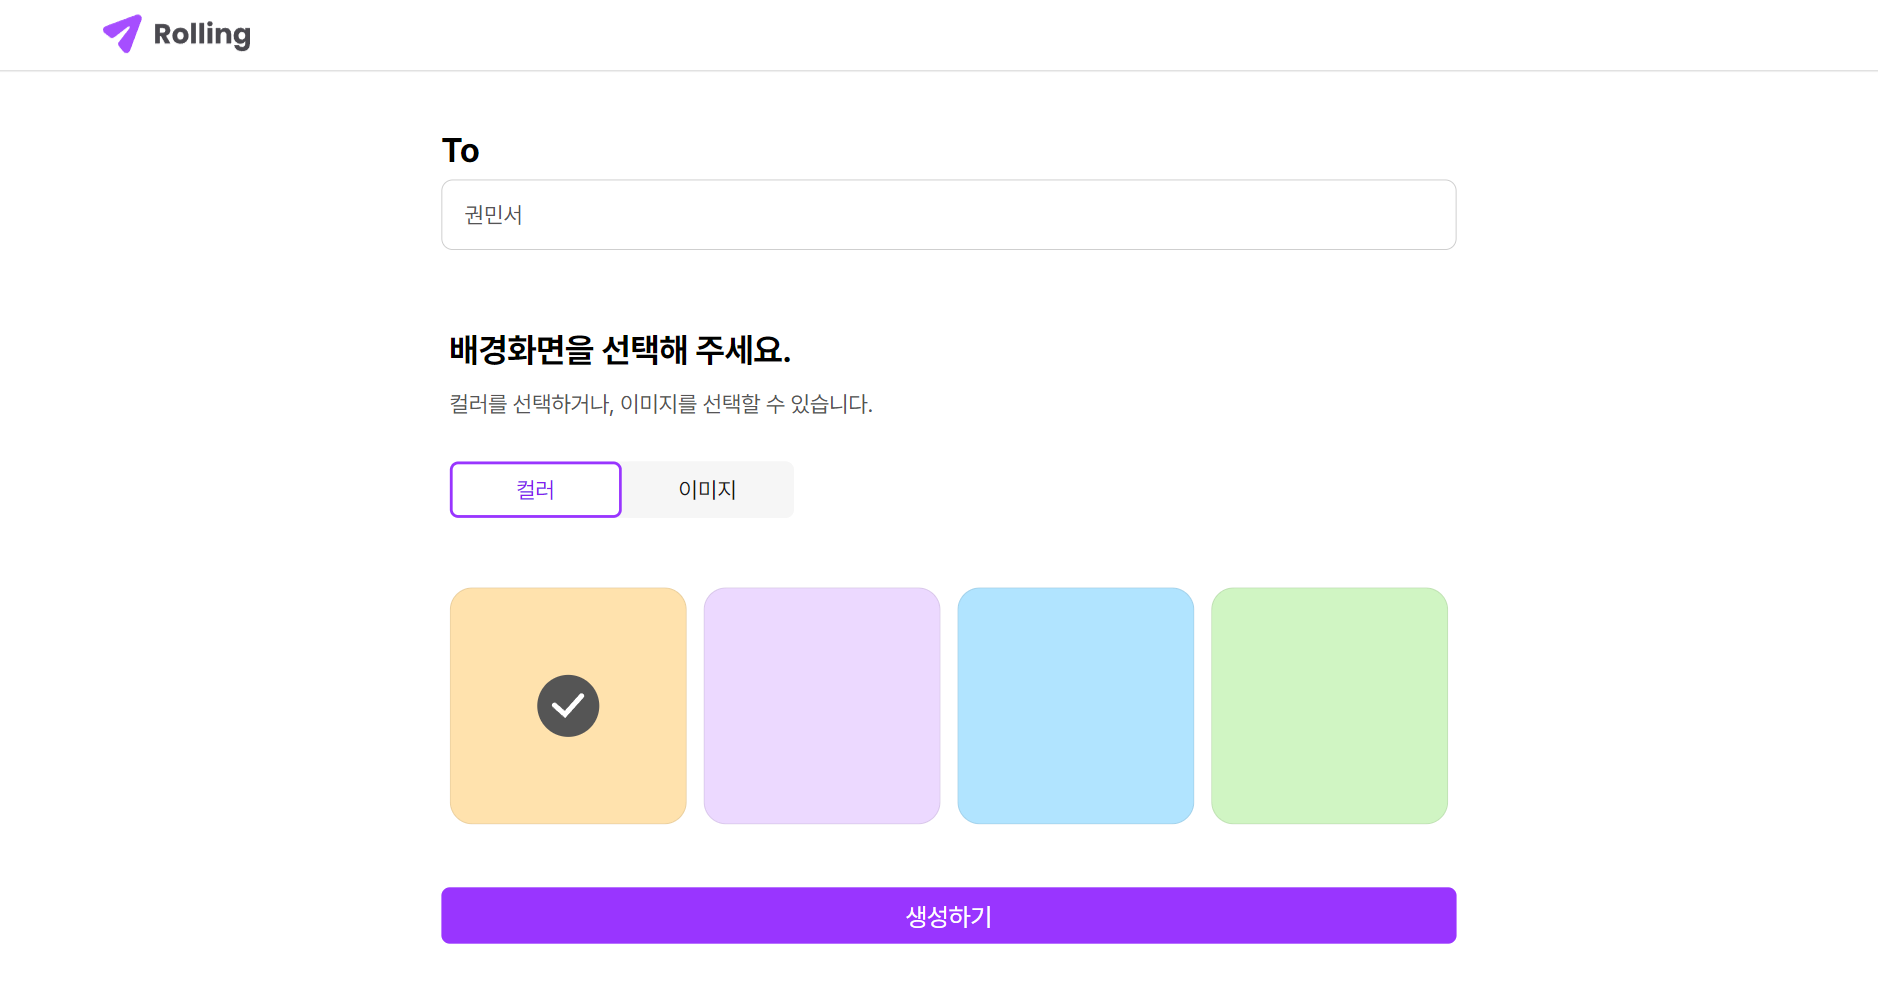 Rolling
To
권민서
배경화면을 선택해 주세요.
컬러를 선택하거나, 이미지를 선택할 수 있습니다.
컬러 이미지
생성하기